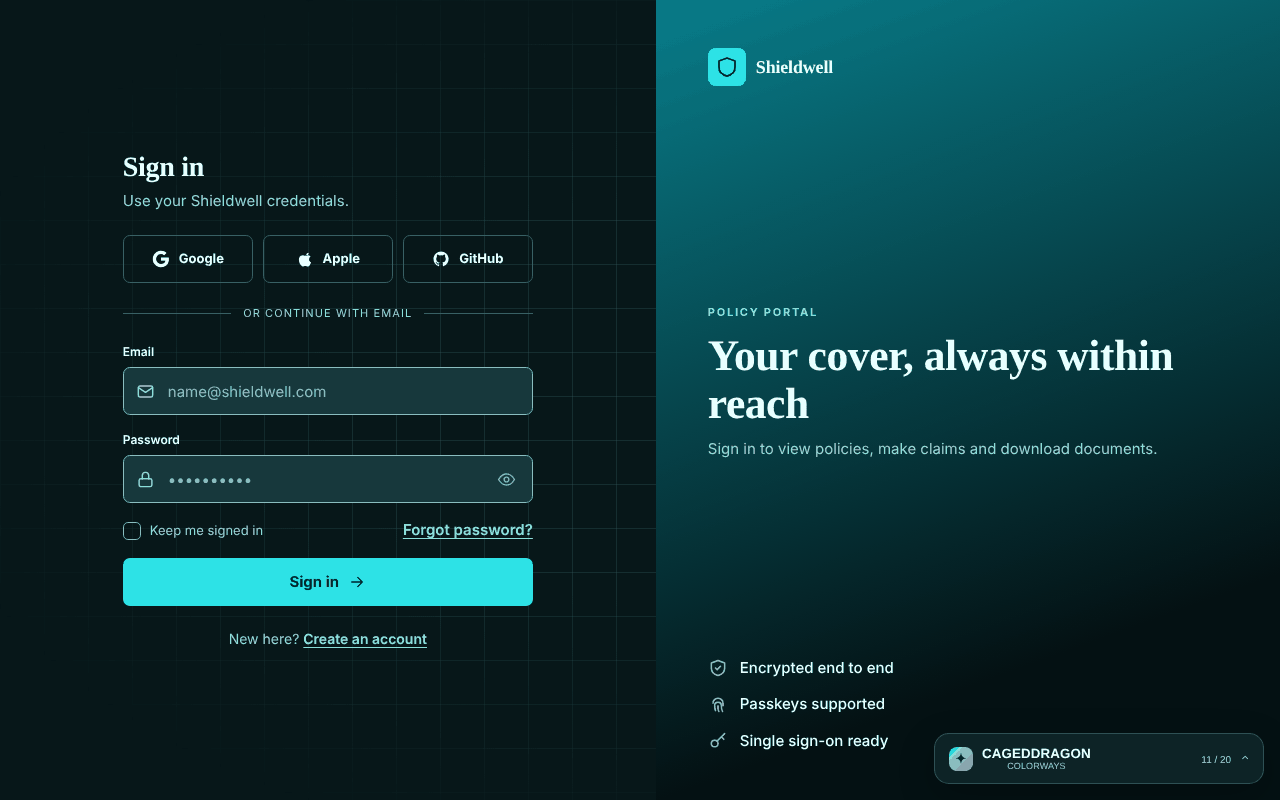 Sign in
Use your Shieldwell credentials.
Google
Apple
GitHub
OR CONTINUE WITH EMAIL
Email
name@shieldwell.com
Password
Keep me signed in
Forgot password?
Sign in
New here? Create an account
Shieldwell
POLICY PORTAL
Your cover, always within
reach
Sign in to view policies, make claims and download documents.
Encrypted end to end
Passkeys supported
Single sign-on ready
CAGEDDRAGON
COLORWAYS
11 / 20